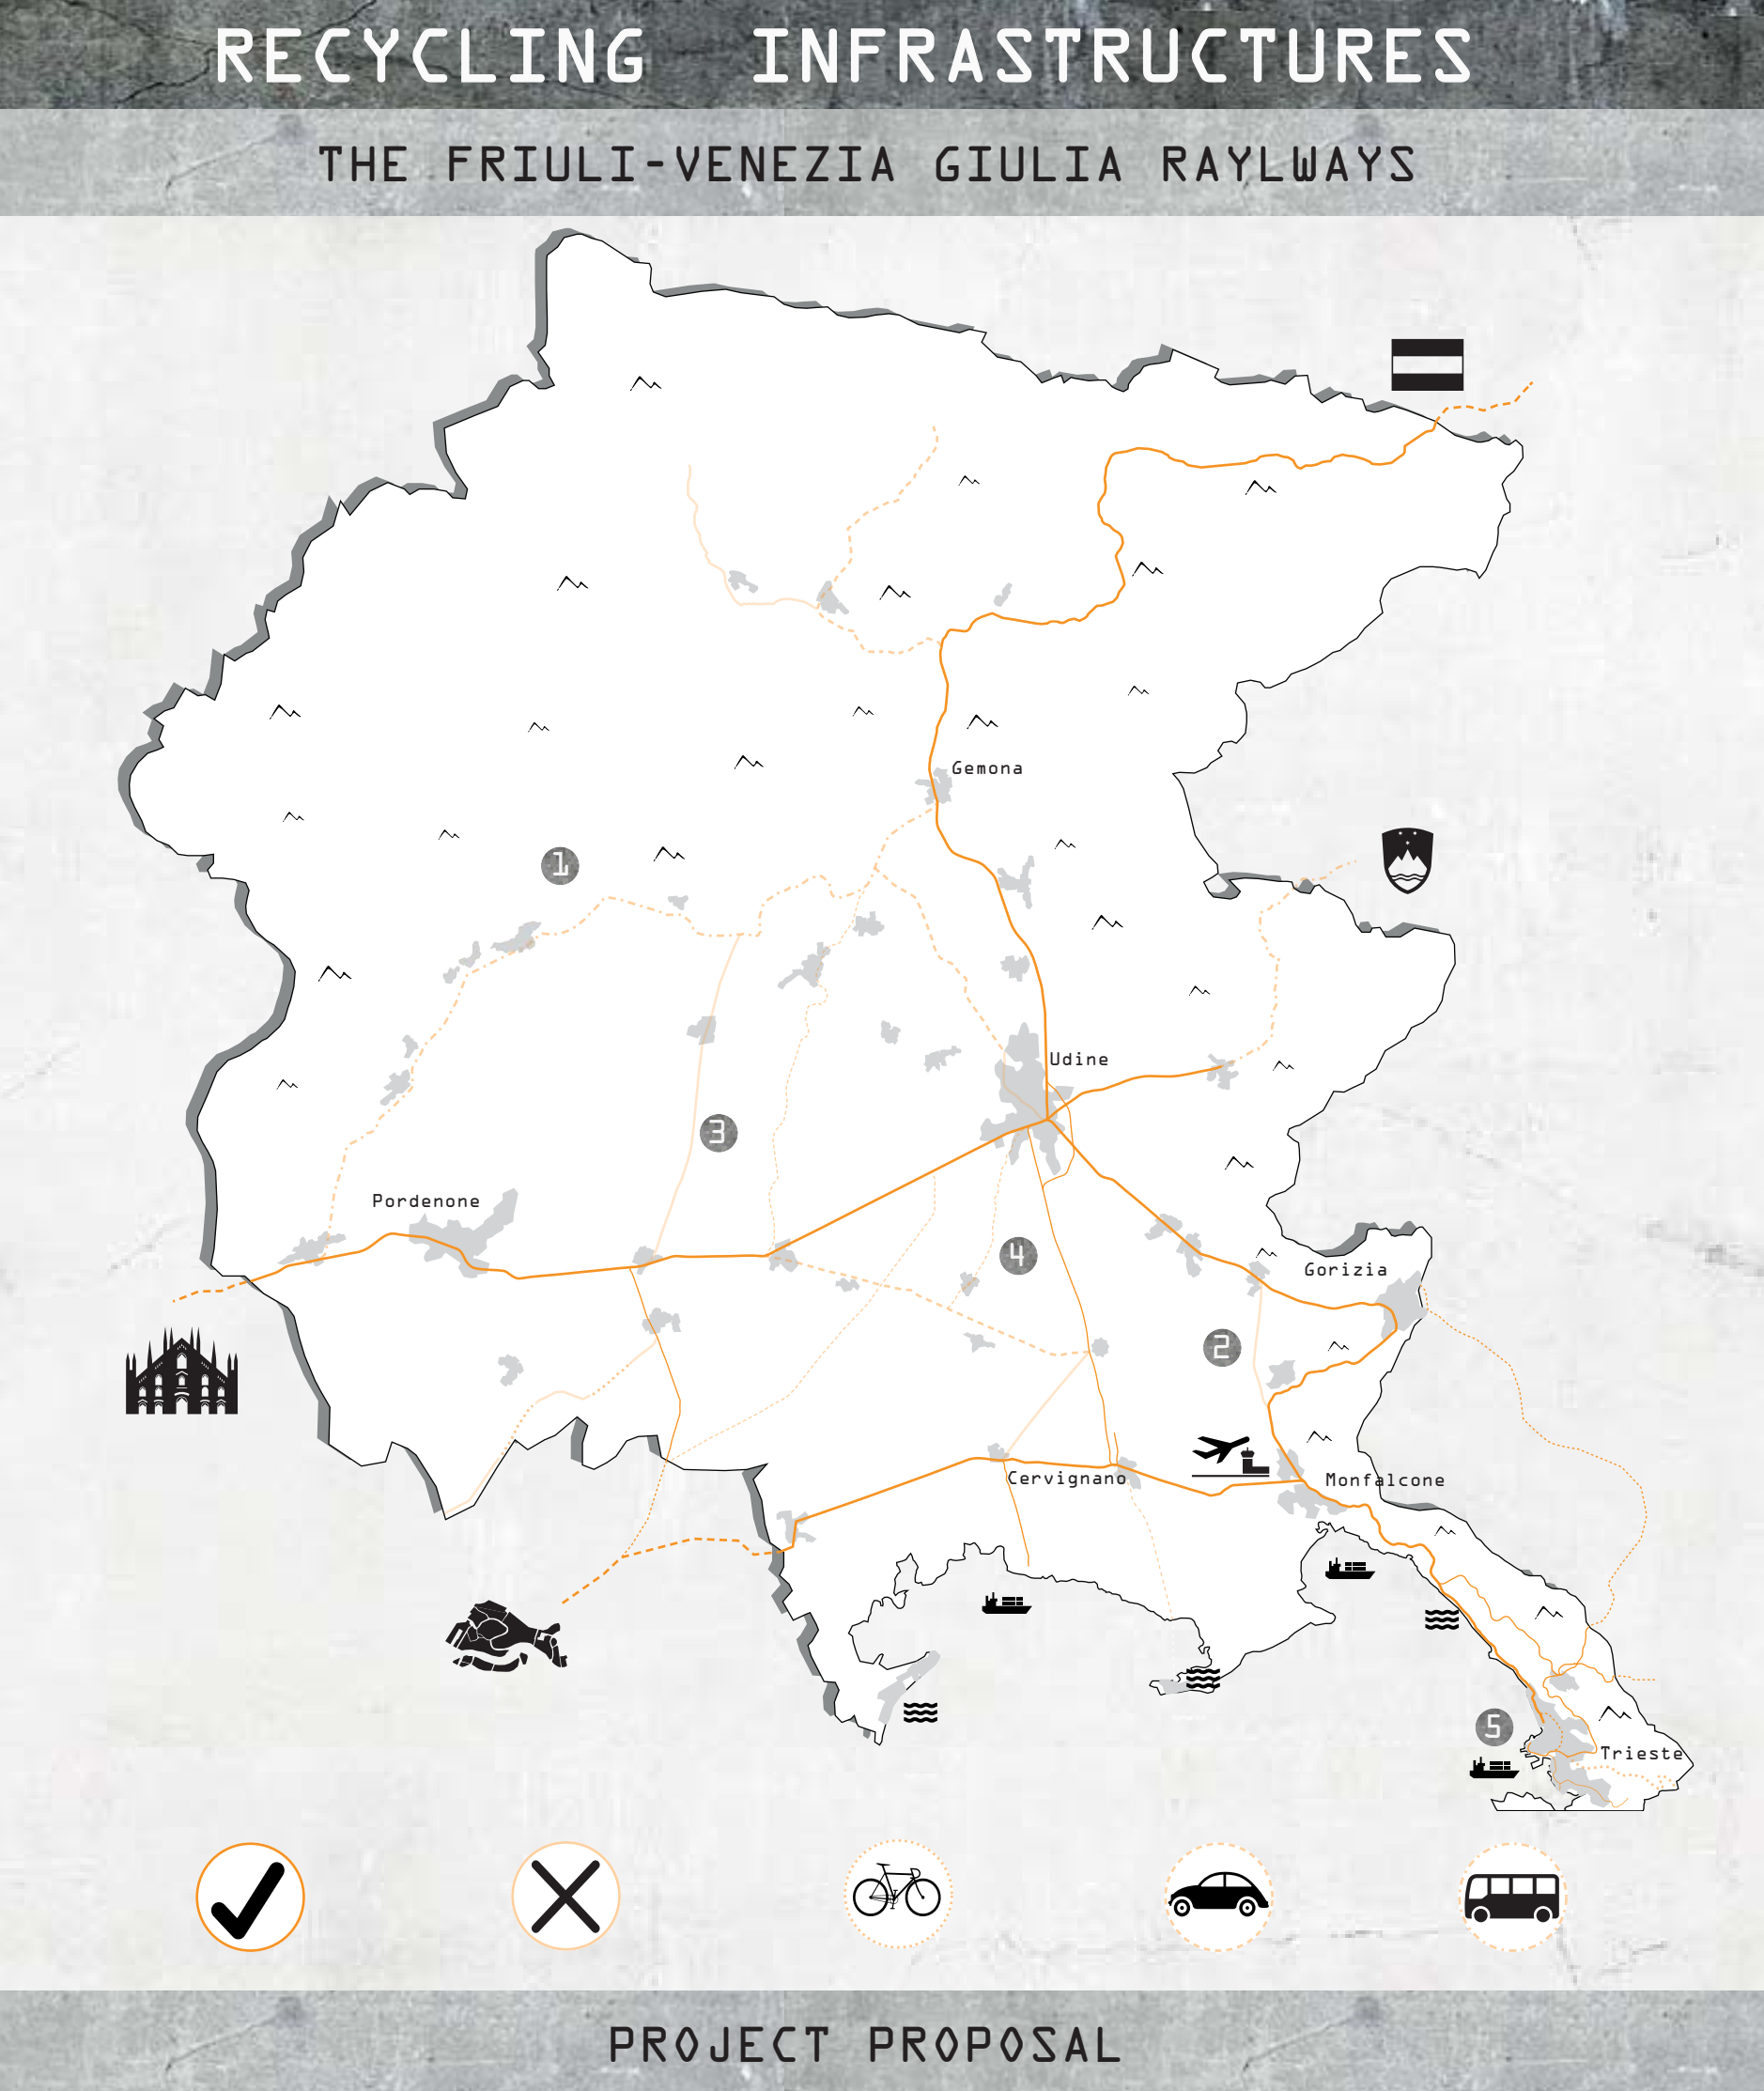 RECYCLING INFRASTRUCTURES
THE FRIULI-VENEZIA GIULIA RAYLWAYS
Gemona
1
Udine
3
Pordenone
4
Gorizia
2
Cervignano
Monfalcone
5
Trieste
PROJECT PROPOSAL